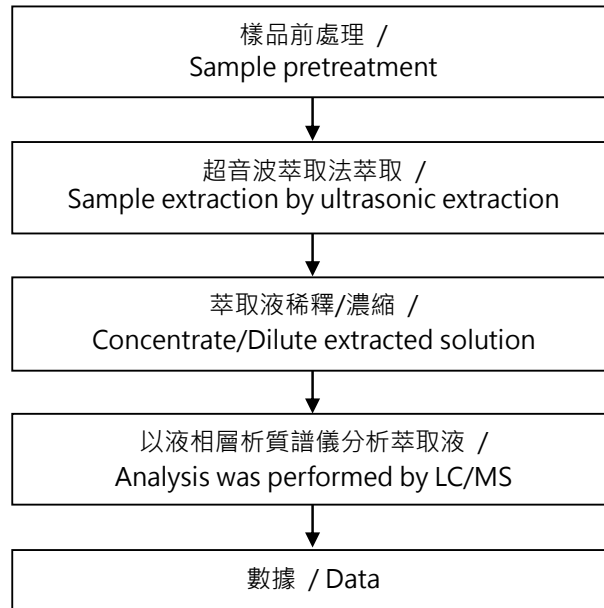 樣品前處理 /
Sample pretreatment
超音波萃取法萃取 /
Sample extraction by ultrasonic extraction
萃取液稀釋/濃縮 /
Concentrate/Dilute extracted solution
以液相層析質譜儀分析萃取液 /
Analysis was performed by LC/MS
數據 / Data